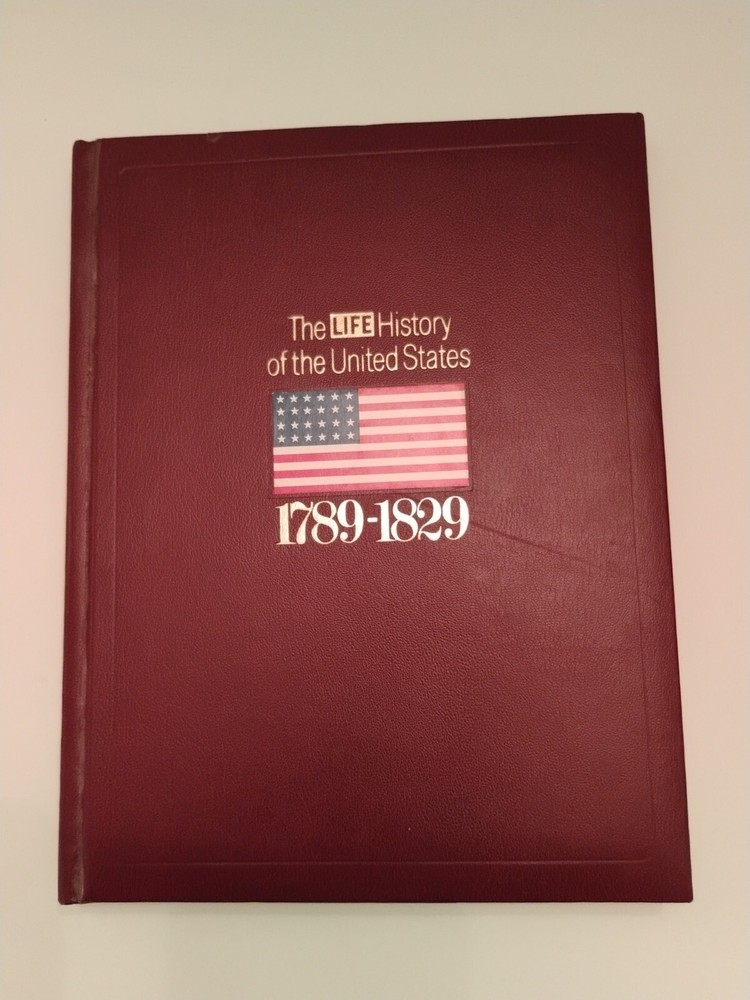 The LIFE History
of the United States
1789-1829